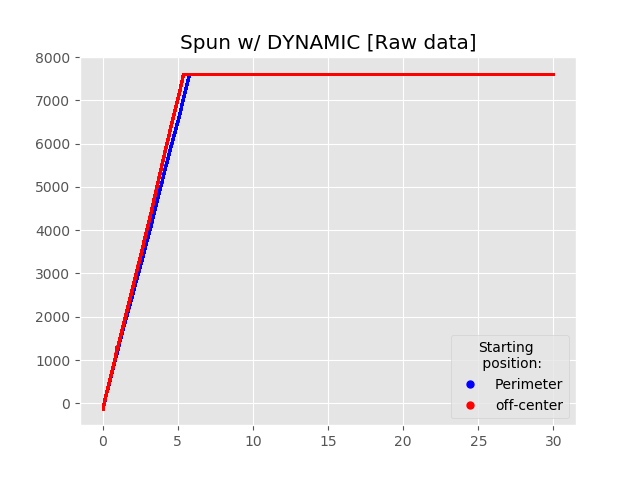 Spun w/ DYNAMIC [Raw data]
8000
7000
6000
5000
4000
3000
2000
1000
0
Starting
position:
Perimeter
off-center
0 5 10 15 20 25 30